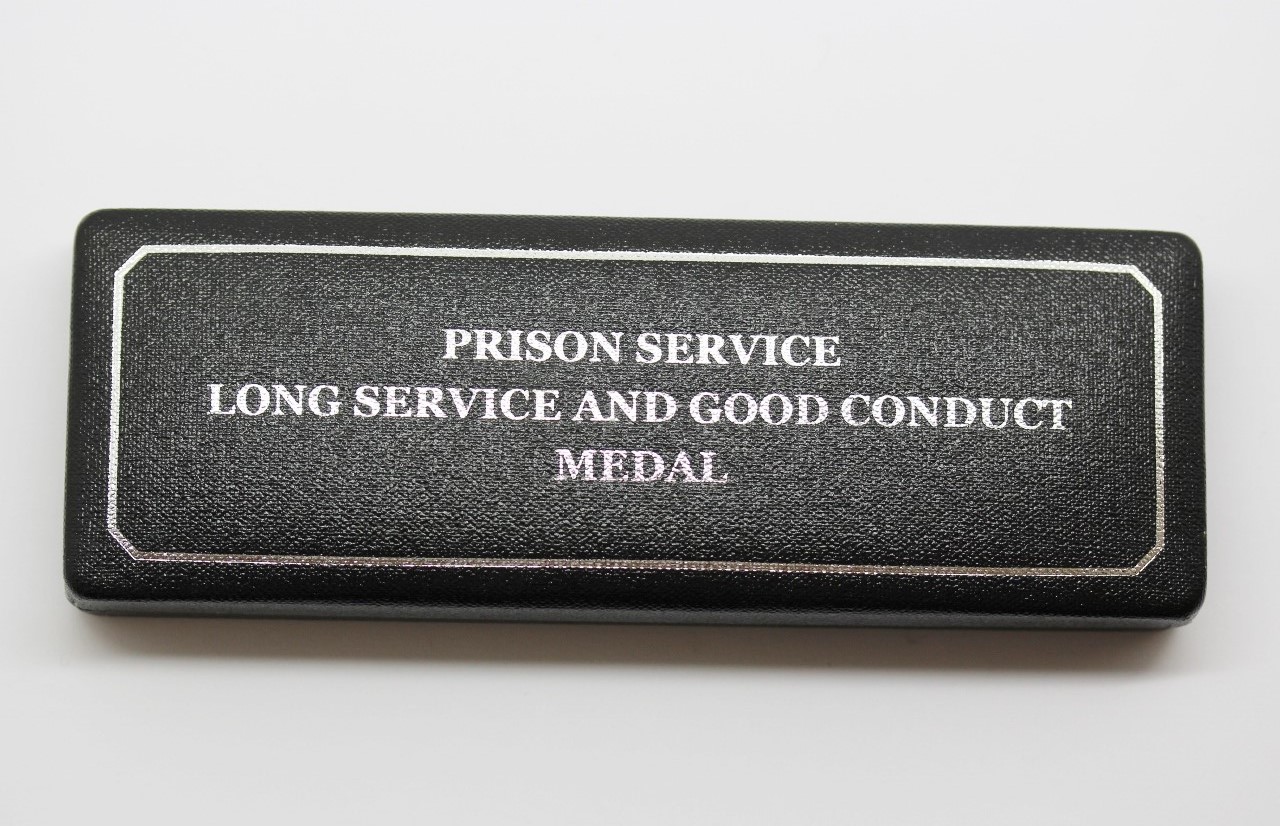 PRISON SERVICE
LONG SERVICE AND GOOD CONDUCT
MEDAL